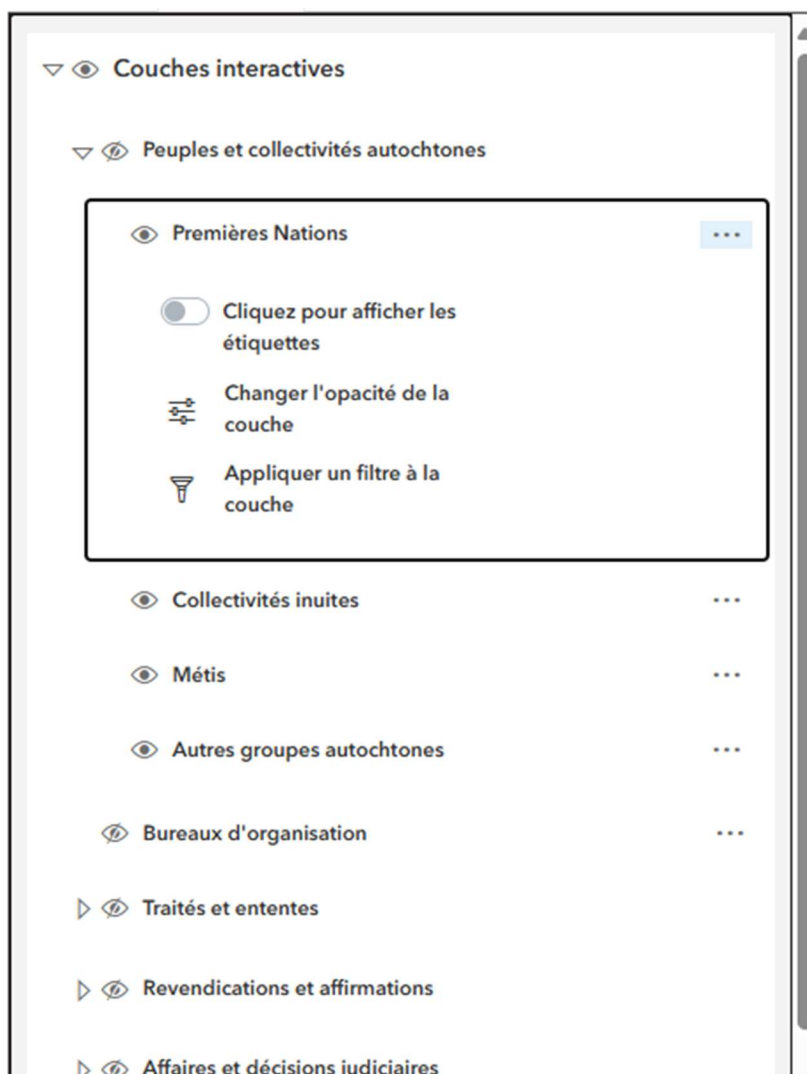 Couches interactives
Peuples et collectivités autochtones
Premières Nations
Cliquez pour afficher les
étiquettes
Changer l'opacité de la
couche
Appliquer un filtre à la
couche
Collectivités inuites
Métis
Autres groupes autochtones
Bureaux d'organisation
Traités et ententes
Revendications et affirmations
Affaires et décisions judiciaires